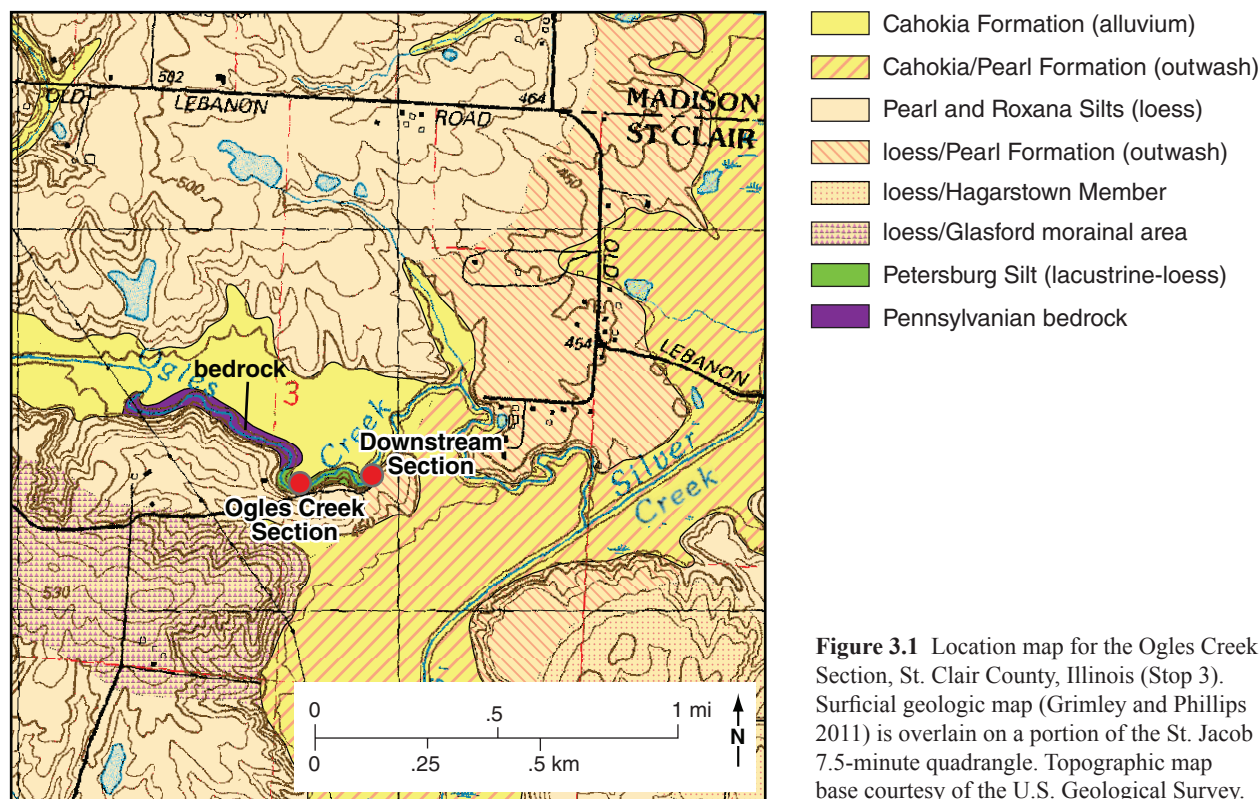 502
OLD
LEBANON
ROAD
464
MADISON
ST CLAIR
500
450
OLD
454
LEBANON
Ogles
Creek
bedrock
3
Downstream
Section
Ogles Creek
Section
Silver
Creek
530
0 .5 1 mi
0 .25 .5 km
N
Cahokia Formation (alluvium)
Cahokia/Pearl Formation (outwash)
Pearl and Roxana Silts (loess)
loess/Pearl Formation (outwash)
loess/Hagarstown Member
loess/Glasford morainal area
Petersburg Silt (lacustrine-loess)
Pennsylvanian bedrock
Figure 3.1 Location map for the Ogles Creek
Section, St. Clair County, Illinois (Stop 3).
Surficial geologic map (Grimley and Phillips
2011) is overlain on a portion of the St. Jacob
7.5-minute quadrangle. Topographic map
base courtesy of the U.S. Geological Survey.